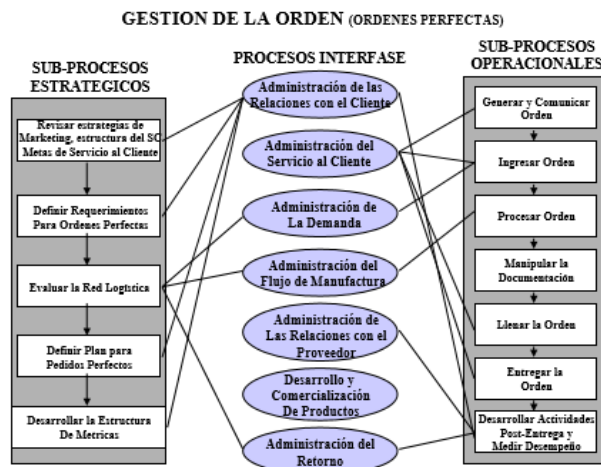 GESTION DE LA ORDEN (ORDENES PERFECTAS)
SUB-PROCESOS
ESTRATEGICOS
Revisar estrategias de
Marketing, estructura del SC
Metas de Servicio al Cliente
Definir Requerimientos
Para Ordenes Perfectas
Evaluar la Red Logística
Definir Plan para
Pedidos Perfectos
Desarrollar la Estructura
De Metricas
PROCESOS INTERFASE
Administración de las
Relaciones con el Cliente
Administración del
Servicio al Cliente
Administración de
La Demanda
Administración del
Flujo de Manufactura
Administración de
Las Relaciones con el
Proveedor
Desarrollo y
Comercialización
De Productos
Administración del
Retorno
SUB-PROCESOS
OPERACIONALES
Generar y Comunicar
Orden
Ingresar Orden
Procesar Orden
Manipular la
Documentación
Llenar la Orden
Entregar la
Orden
Desarrollar Actividades
Post-Entrega y
Medir Desempeño